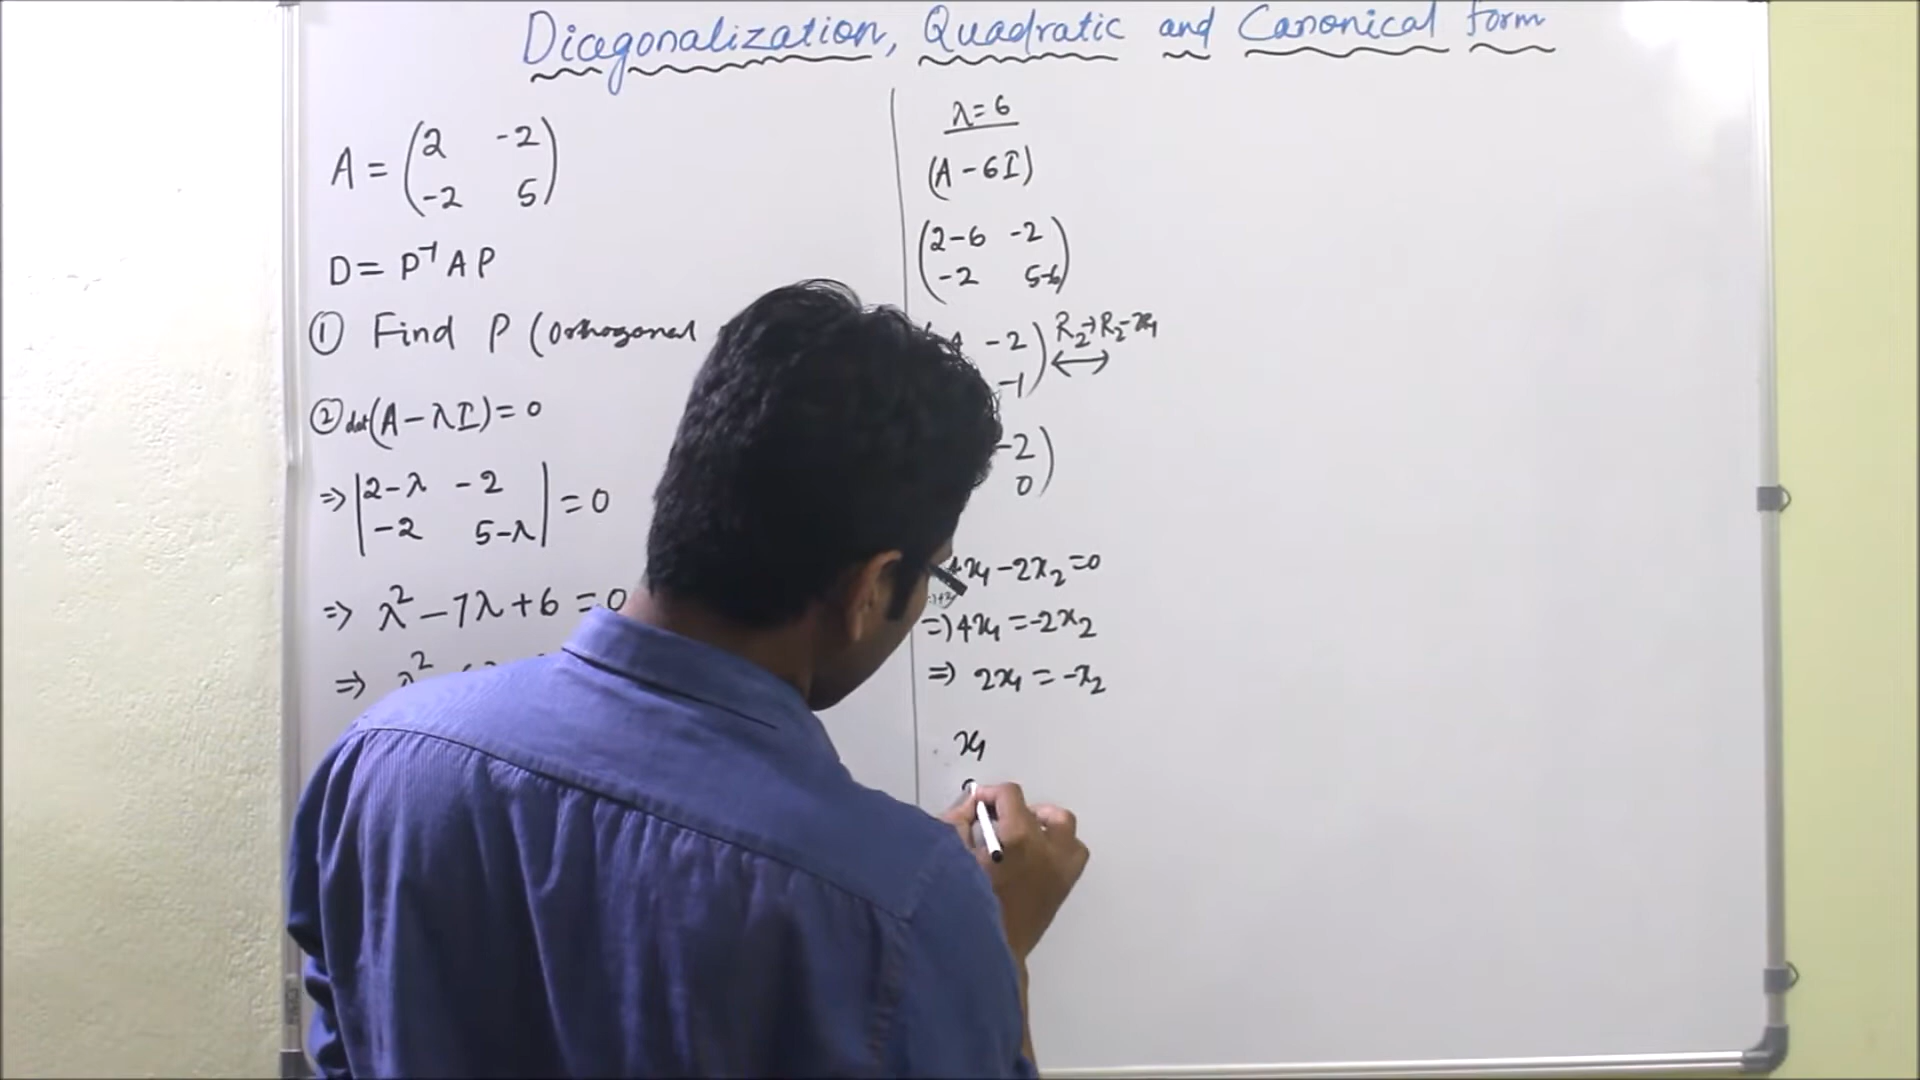 Diagonalization, Quadratic and Canonical form
A = (2 -2
-2 5)
D = P⁻¹AP
① Find P (Orthogonal
② det(A - λI) = 0
⇒ |2-λ -2
-2 5-λ| = 0
⇒ λ² - 7λ + 6 = 0
⇒ λ²
λ = 6
(A - 6I)
(2-6 -2
-2 5-6)
-2) R₂→R₂-
-1)
-2)
0)
4x₁ - 2x₂ = 0
⇒ 4x₁ = -2x₂
⇒ 2x₁ = -x₂
x₁